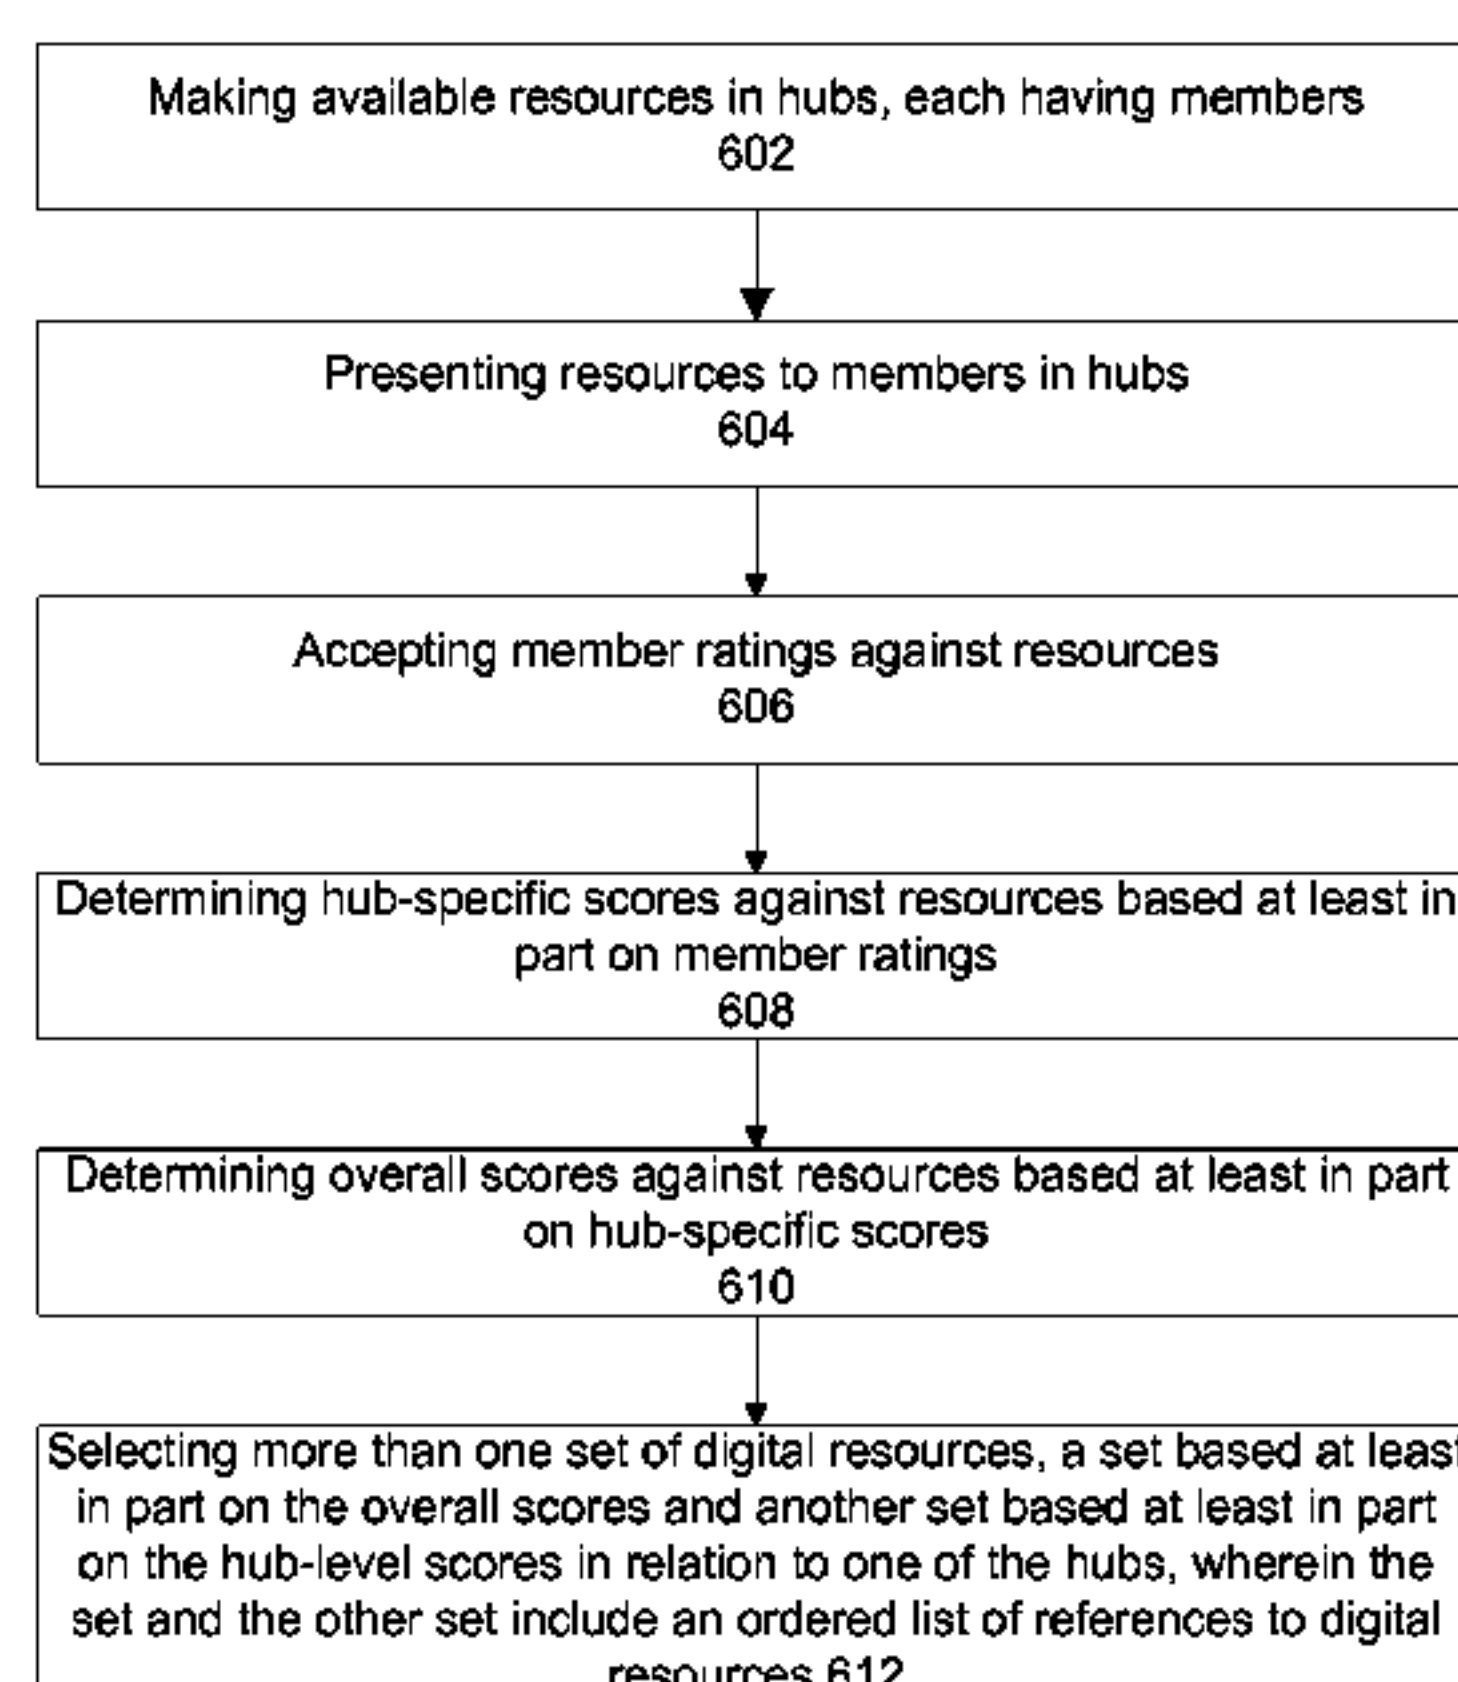 Making available resources in hubs, each having members
602
Presenting resources to members in hubs
604
Accepting member ratings against resources
606
Determining hub-specific scores against resources based at least in
part on member ratings
608
Determining overall scores against resources based at least in part
on hub-specific scores
610
Selecting more than one set of digital resources, a set based at least
in part on the overall scores and another set based at least in part
on the hub-level scores in relation to one of the hubs, wherein the
set and the other set include an ordered list of references to digital
resources 612